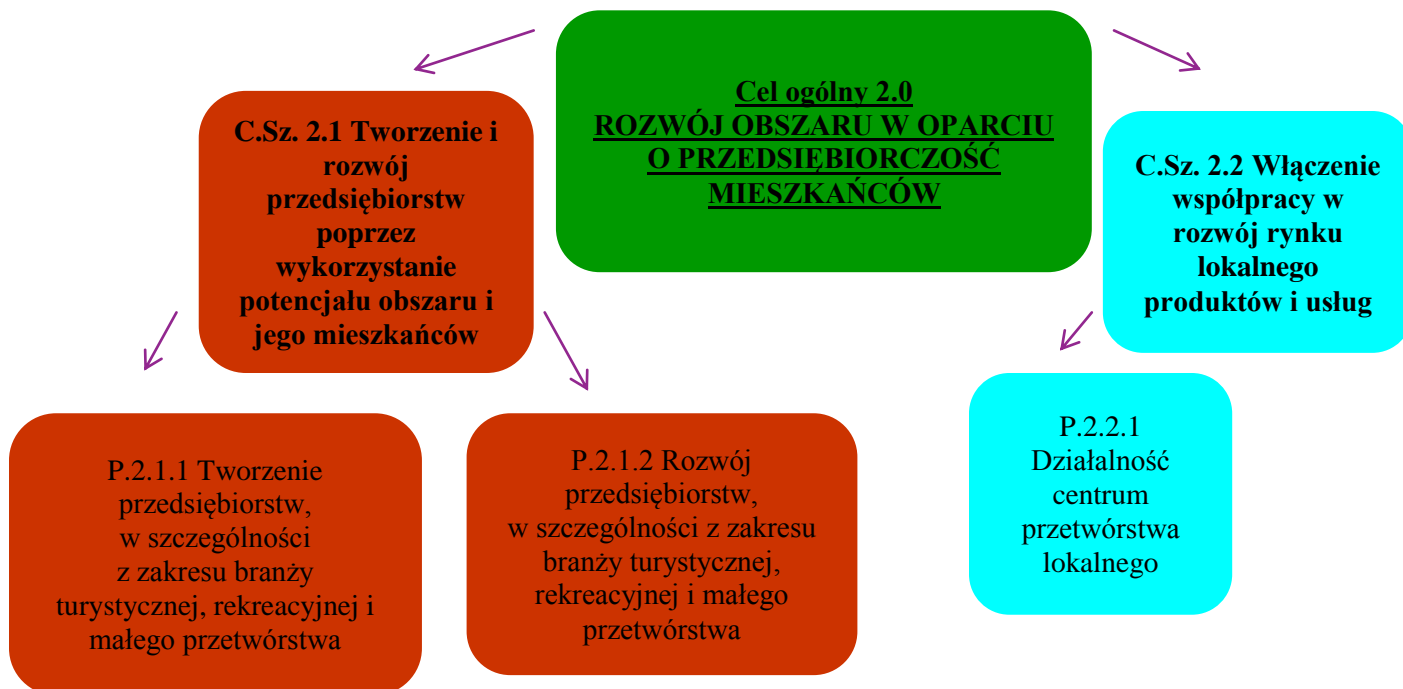 Cel ogólny 2.0
ROZWÓJ OBSZARU W OPARCIU
O PRZEDSIĘBIORCZOŚĆ
MIESZKAŃCÓW
C.Sz. 2.1 Tworzenie i
rozwój
przedsiębiorstw
poprzez
wykorzystanie
potencjału obszaru i
jego mieszkańców
C.Sz. 2.2 Włączenie
współpracy w
rozwój rynku
lokalnego
produktów i usług
P.2.1.1 Tworzenie
przedsiębiorstw,
w szczególności
z zakresu branży
turystycznej, rekreacyjnej i
małego przetwórstwa
P.2.1.2 Rozwój
przedsiębiorstw,
w szczególności z zakresu
branży turystycznej,
rekreacyjnej i małego
przetwórstwa
P.2.2.1
Działalność
centrum
przetwórstwa
lokalnego